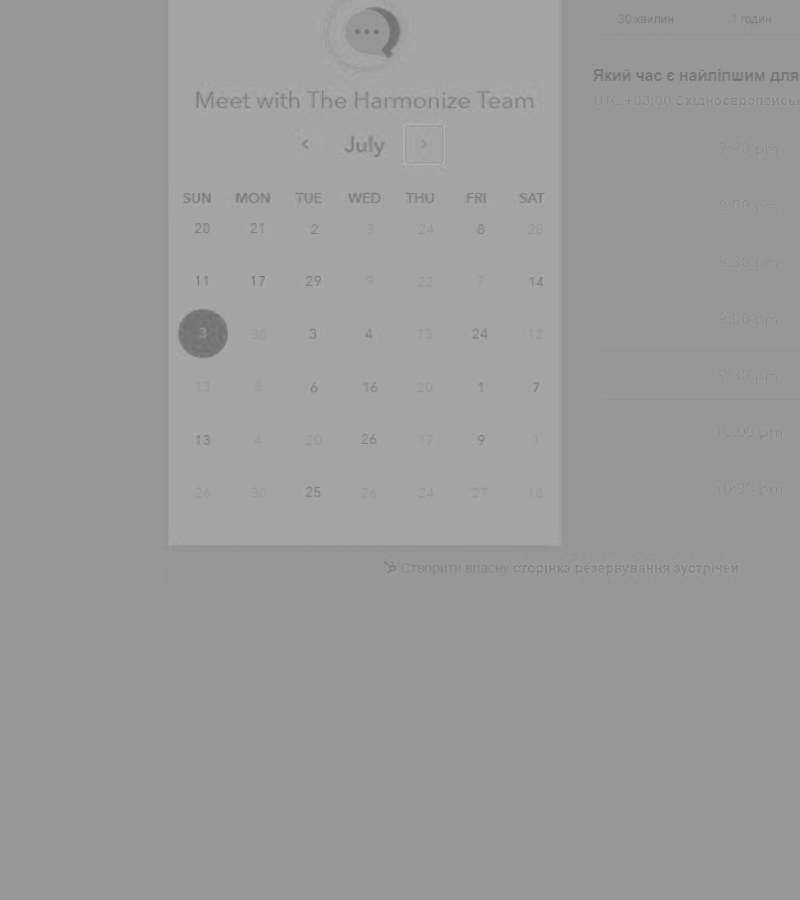 30 хвилин 1 годин
Meet with The Harmonize Team
Який час є найліпшим для
UTC +03:00 Східноєвропейськ
July
7:30 pm
SUN MON TUE WED THU FRI SAT
8:00 pm
20 21 2 3 24 8 28
8:30 pm
11 17 29 9 22 7 14
9:00 pm
3 30 3 4 13 24 12
9:30 pm
13 8 6 16 20 1 7
10:00 pm
13 4 20 26 17 9 1
10:30 pm
26 30 25 26 24 27 18
Створити власну сторінка резервування зустрічей